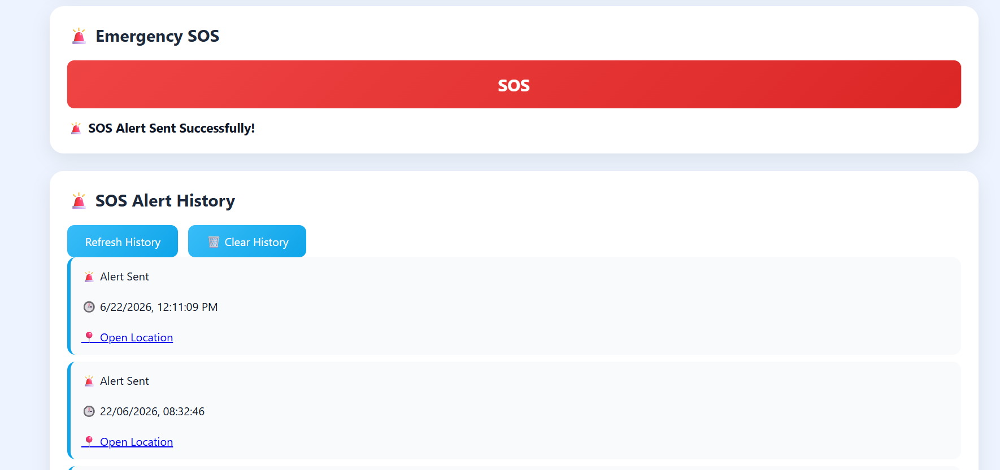 Emergency SOS
SOS
SOS Alert Sent Successfully!
SOS Alert History
Refresh History
Clear History
Alert Sent
6/22/2026, 12:11:09 PM
Open Location
Alert Sent
22/06/2026, 08:32:46
Open Location